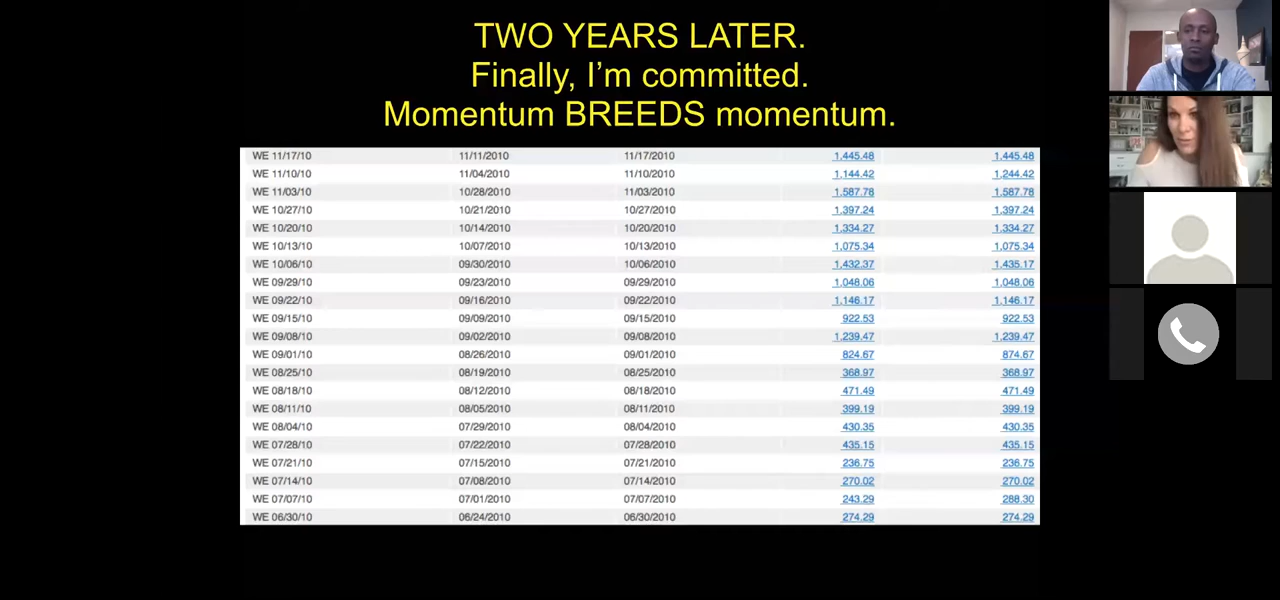 TWO YEARS LATER.
Finally, I'm committed.
Momentum BREEDS momentum.
WE 11/17/10 11/11/2010 11/17/2010 1,445.48 1,445.48
WE 11/10/10 11/04/2010 11/10/2010 1,144.42 1,244.42
WE 11/03/10 10/28/2010 11/03/2010 1,587.78 1,587.78
WE 10/27/10 10/21/2010 10/27/2010 1,397.24 1,397.24
WE 10/20/10 10/14/2010 10/20/2010 1,334.27 1,334.27
WE 10/13/10 10/07/2010 10/13/2010 1,075.34 1,075.34
WE 10/06/10 09/30/2010 10/06/2010 1,432.37 1,435.17
WE 09/29/10 09/23/2010 09/29/2010 1,048.06 1,048.06
WE 09/22/10 09/16/2010 09/22/2010 1,146.17 1,146.17
WE 09/15/10 09/09/2010 09/15/2010 922.53 922.53
WE 09/08/10 09/02/2010 09/08/2010 1,239.47 1,239.47
WE 09/01/10 08/26/2010 09/01/2010 824.67 874.67
WE 08/25/10 08/19/2010 08/25/2010 368.97 368.97
WE 08/18/10 08/12/2010 08/18/2010 471.49 471.49
WE 08/11/10 08/05/2010 08/11/2010 399.19 399.19
WE 08/04/10 07/29/2010 08/04/2010 430.35 430.35
WE 07/28/10 07/22/2010 07/28/2010 435.15 435.15
WE 07/21/10 07/15/2010 07/21/2010 236.75 236.75
WE 07/14/10 07/08/2010 07/14/2010 270.02 270.02
WE 07/07/10 07/01/2010 07/07/2010 243.29 288.30
WE 06/30/10 06/24/2010 06/30/2010 274.29 274.29